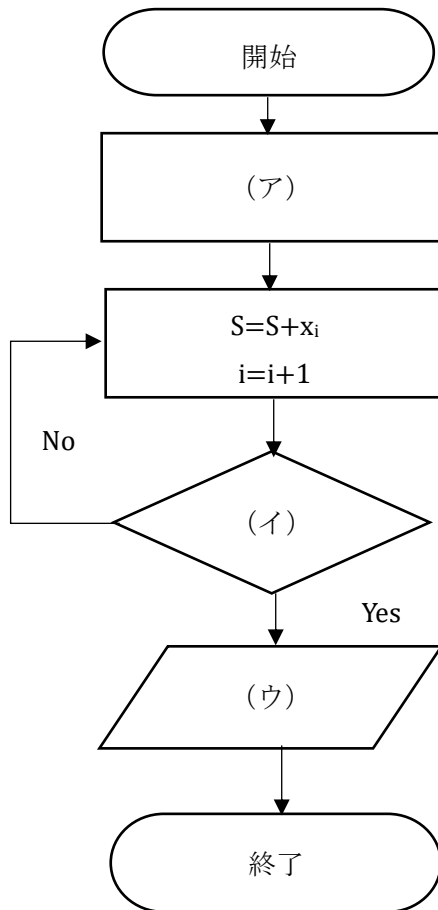 開始
（ア）
S=S+xᵢ
i=i+1
No
（イ）
Yes
（ウ）
終了